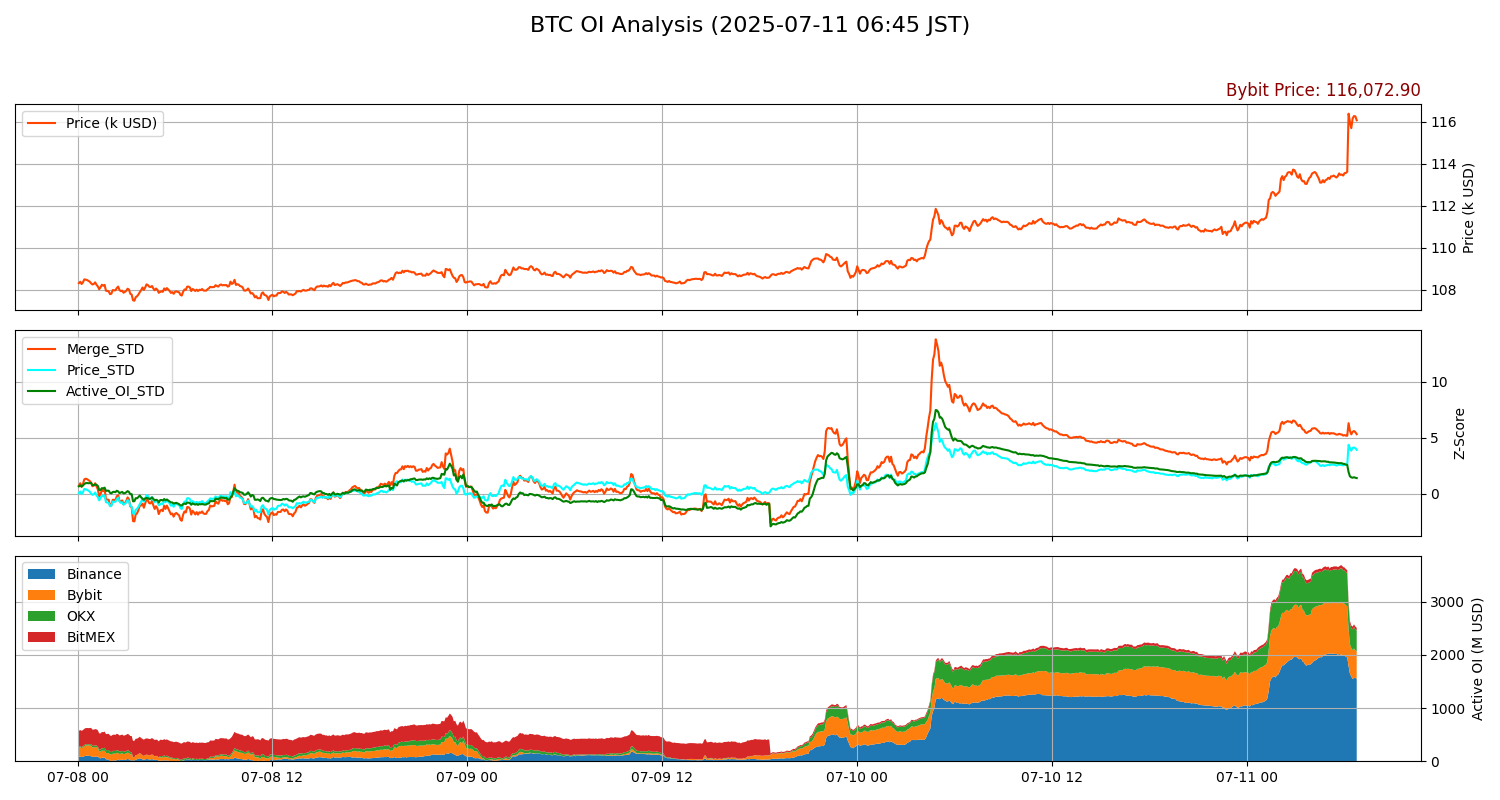 BTC OI Analysis (2025-07-11 06:45 JST)
Bybit Price: 116,072.90
Price (k USD)
116
114
112
110
108
Price (k USD)
Merge_STD
Price_STD
Active_OI_STD
10
5
0
Z-Score
Binance
Bybit
OKX
BitMEX
3000
2000
1000
0
Active OI (M USD)
07-08 00
07-08 12
07-09 00
07-09 12
07-10 00
07-10 12
07-11 00